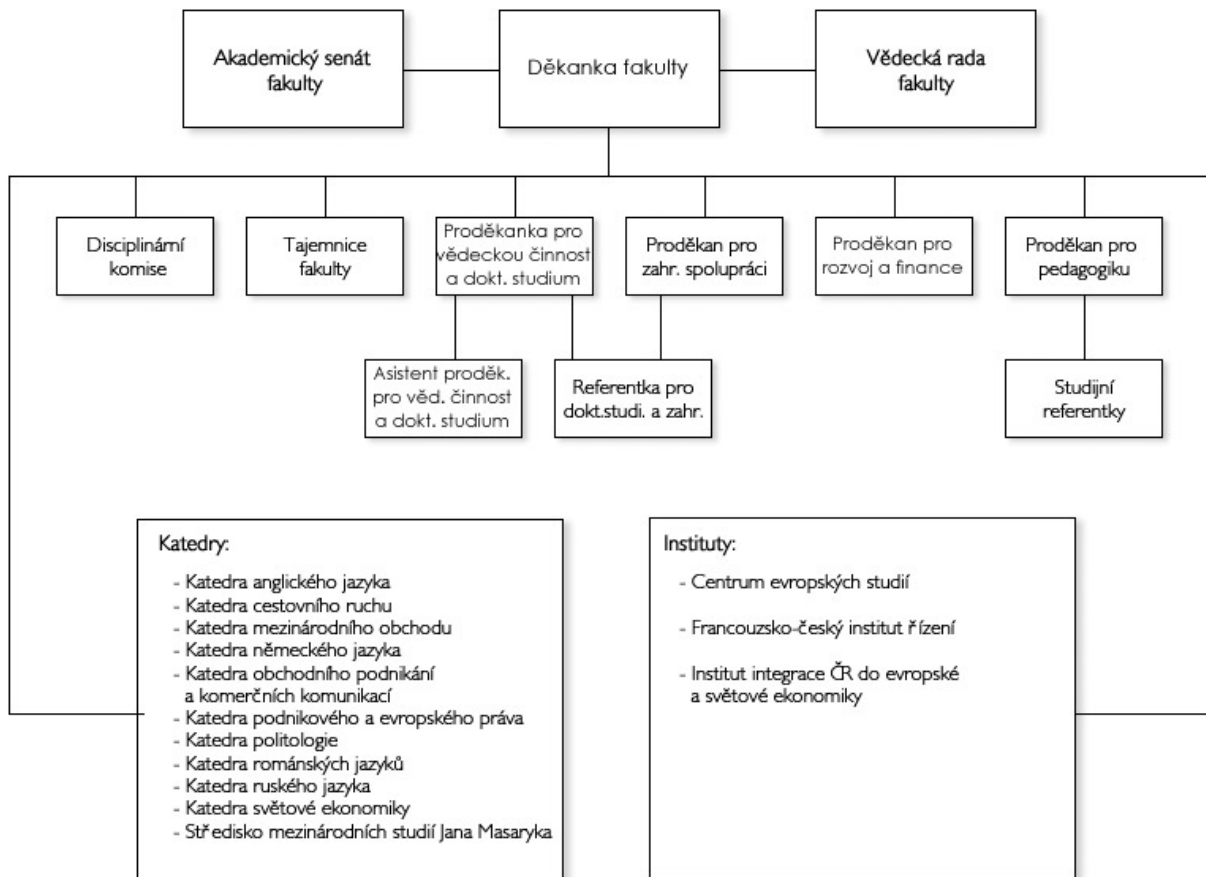 Akademický senát
fakulty
Děkanka fakulty
Vědecká rada
fakulty
Disciplinární
komise
Tajemnice
fakulty
Proděkanka pro
vědeckou činnost
a dokt. studium
Proděkan pro
zahr. spolupráci
Proděkan pro
rozvoj a finance
Proděkan pro
pedagogiku
Asistent proděk.
pro věd. činnost
a dokt. studium
Referentka pro
dokt.studi. a zahr.
Studijní
referentky
Katedry:
- Katedra anglického jazyka
- Katedra cestovního ruchu
- Katedra mezinárodního obchodu
- Katedra německého jazyka
- Katedra obchodního podnikání
a komerčních komunikací
- Katedra podnikového a evropského práva
- Katedra politologie
- Katedra románských jazyků
- Katedra ruského jazyka
- Katedra světové ekonomiky
- Středisko mezinárodních studií Jana Masaryka
Instituty:
- Centrum evropských studií
- Francouzsko-český institut řízení
- Institut integrace ČR do evropské
a světové ekonomiky